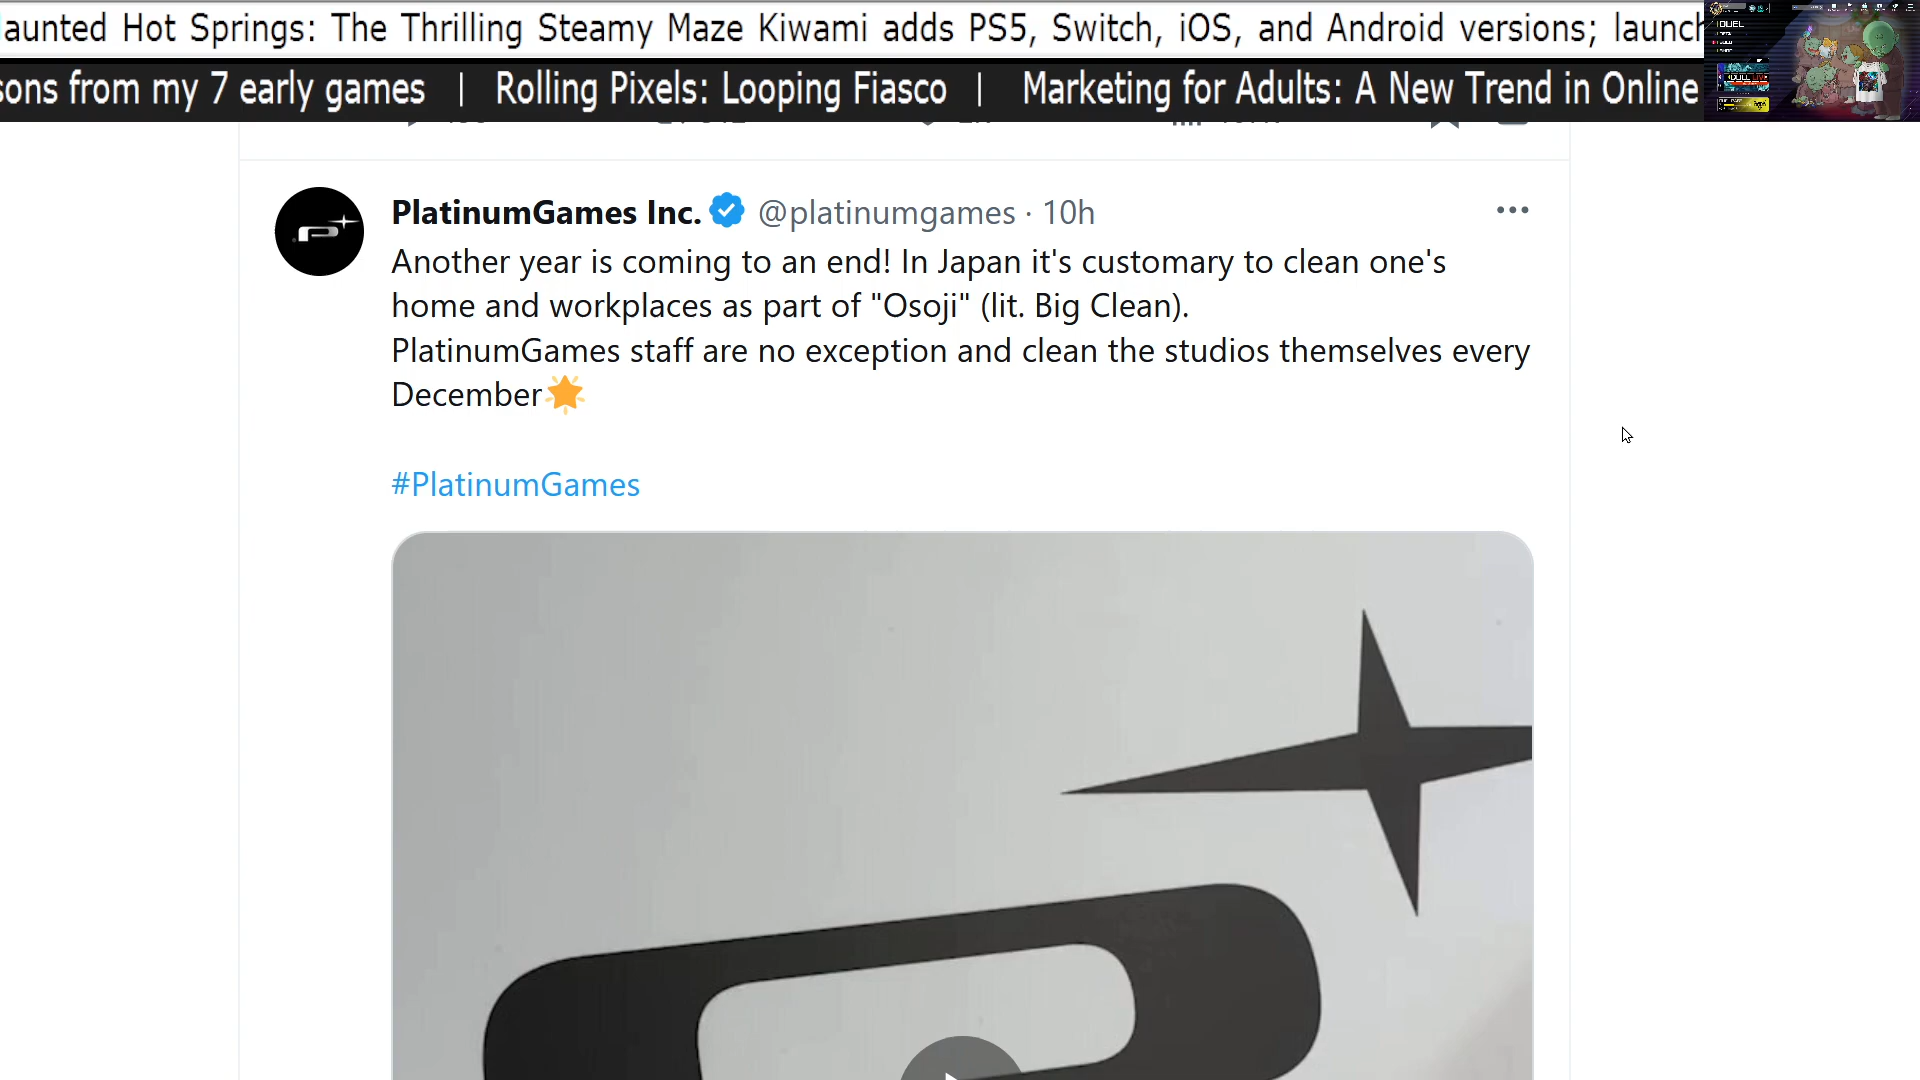 Haunted Hot Springs: The Thrilling Steamy Maze Kiwami adds PS5, Switch, iOS, and Android versions; launch
sons from my 7 early games | Rolling Pixels: Looping Fiasco | Marketing for Adults: A New Trend in Online
PlatinumGames Inc. @platinumgames · 10h
Another year is coming to an end! In Japan it's customary to clean one's
home and workplaces as part of "Osoji" (lit. Big Clean).
PlatinumGames staff are no exception and clean the studios themselves every
December🌟
#PlatinumGames